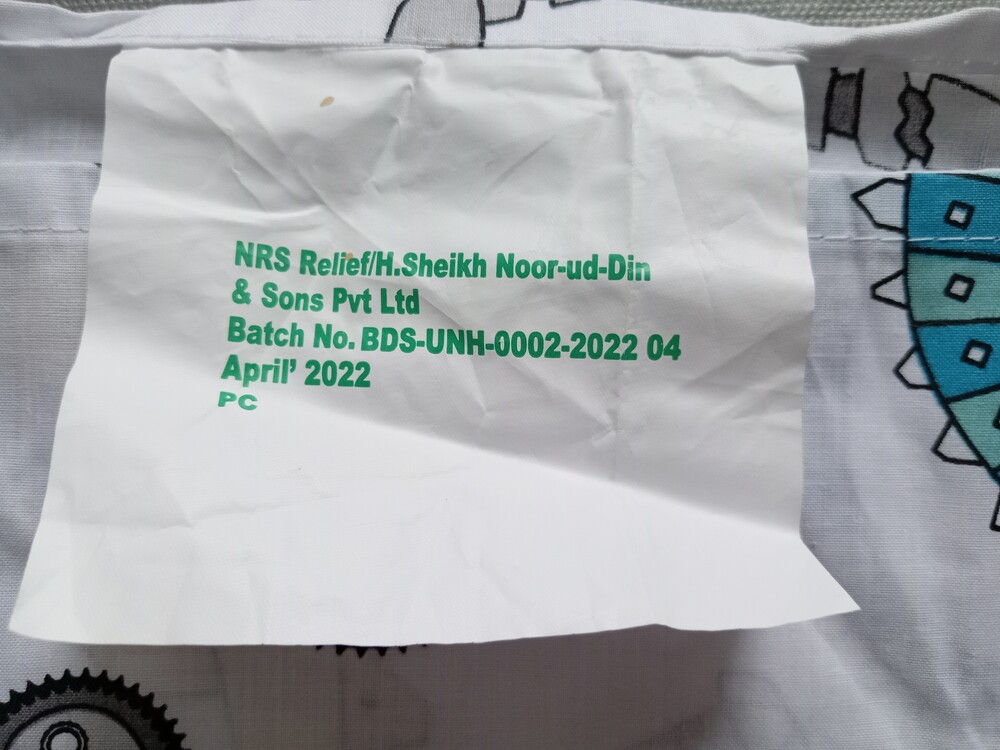 NRS Relief/H.Sheikh Noor-ud-Din
& Sons Pvt Ltd
Batch No. BDS-UNH-0002-2022 04
April' 2022
PC